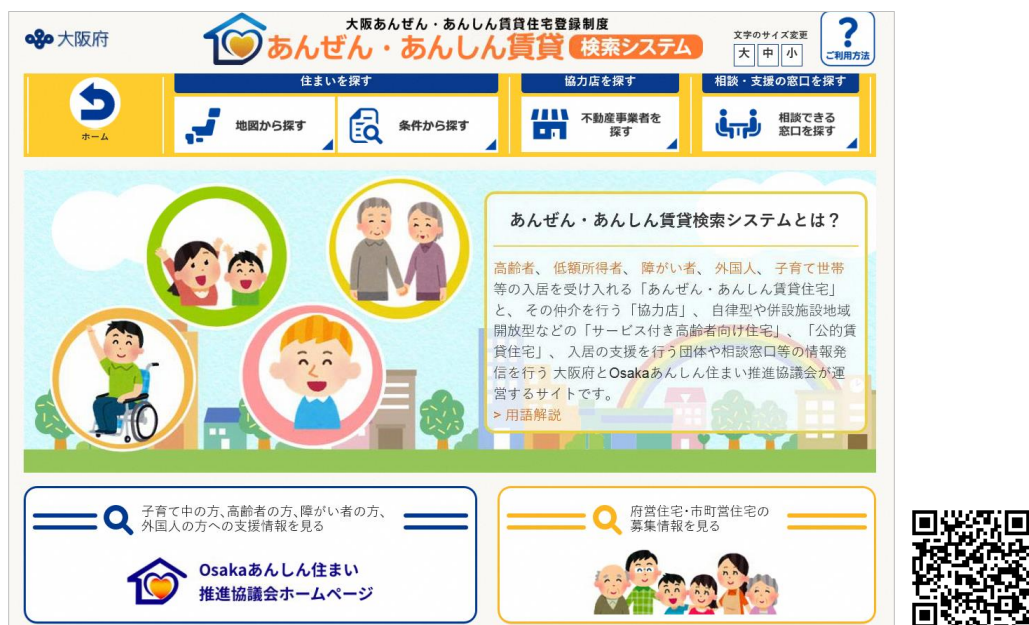 大阪府
大阪あんぜん・あんしん賃貸住宅登録制度
あんぜん・あんしん賃貸 検索システム
文字のサイズ変更
大 中 小
?
ご利用方法
ホーム
住まいを探す
地図から探す
条件から探す
協力店を探す
不動産事業者を
探す
相談・支援の窓口を探す
相談できる
窓口を探す
あんぜん・あんしん賃貸検索システムとは？
高齢者、 低額所得者、 障がい者、 外国人、 子育て世帯
等の入居を受け入れる「あんぜん・あんしん賃貸住宅」
と、 その仲介を行う「協力店」、 自律型や併設施設地域
開放型などの「サービス付き高齢者向け住宅」、「公的賃
貸住宅」、 入居の支援を行う団体や相談窓口等の情報発
信を行う 大阪府とOsakaあんしん住まい推進協議会が運
営するサイトです。
> 用語解説
子育て中の方、高齢者の方、障がい者の方、
外国人の方への支援情報を見る
Osakaあんしん住まい
推進協議会ホームページ
府営住宅・市町営住宅の
募集情報を見る